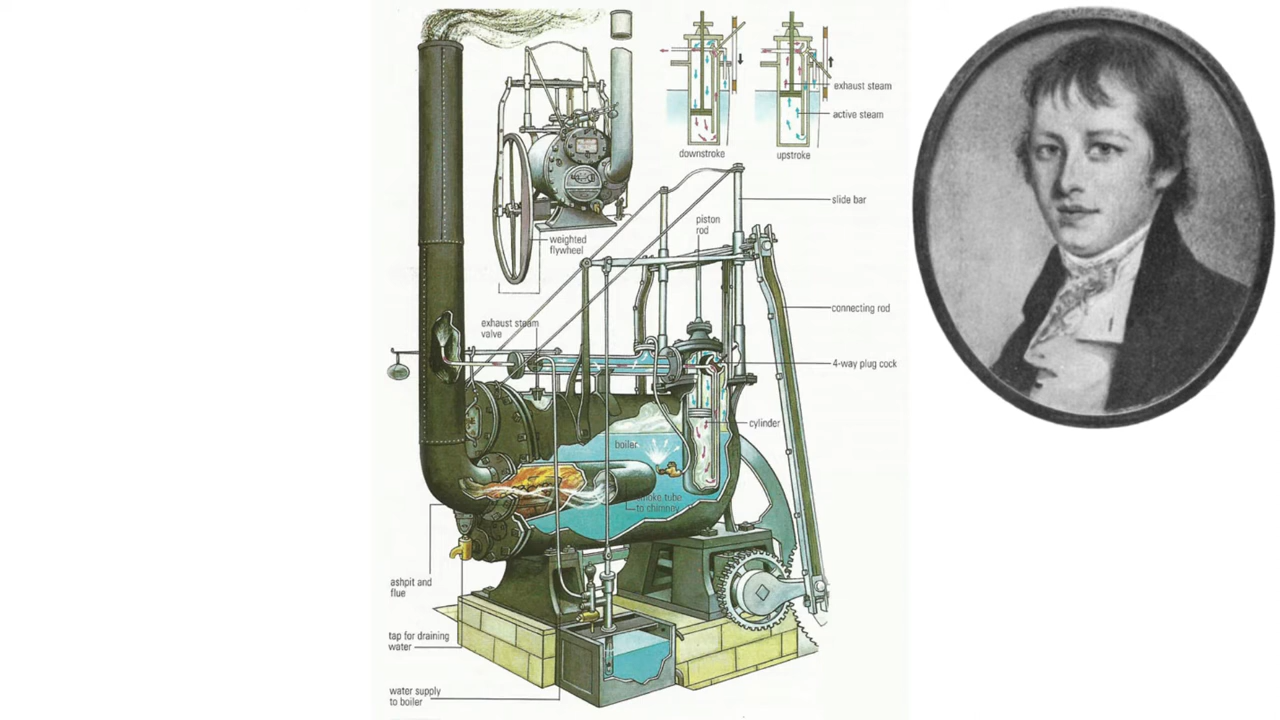 exhaust steam
active steam
downstroke
upstroke
slide bar
piston
rod
weighted
flywheel
connecting rod
exhaust steam
valve
4-way plug cock
cylinder
boiler
smoke tube
to chimney
ashpit and
flue
tap for draining
water
water supply
to boiler